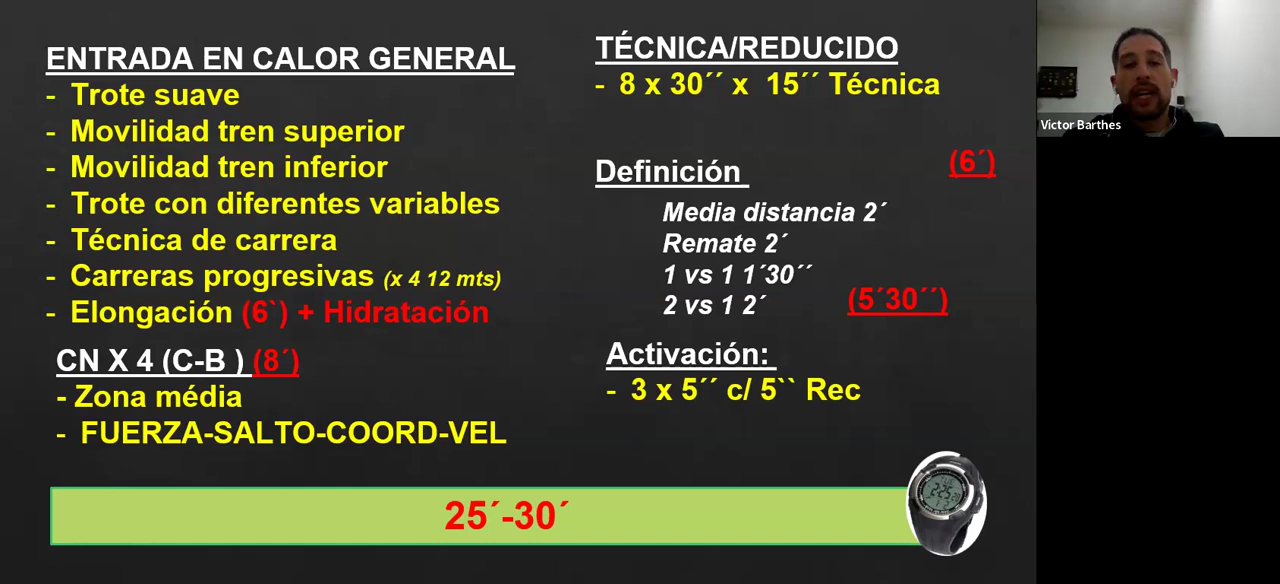 ENTRADA EN CALOR GENERAL
- Trote suave
- Movilidad tren superior
- Movilidad tren inferior
- Trote con diferentes variables
- Técnica de carrera
- Carreras progresivas (x 4 12 mts)
- Elongación (6`) + Hidratación
CN X 4 (C-B ) (8´)
- Zona média
- FUERZA-SALTO-COORD-VEL
TÉCNICA/REDUCIDO
- 8 x 30´´ x 15´´ Técnica
(6´)
Definición
Media distancia 2´
Remate 2´
1 vs 1 1´30´´
2 vs 1 2´
(5´30´´)
Activación:
- 3 x 5´´ c/ 5`` Rec
25´-30´
Victor Barthes